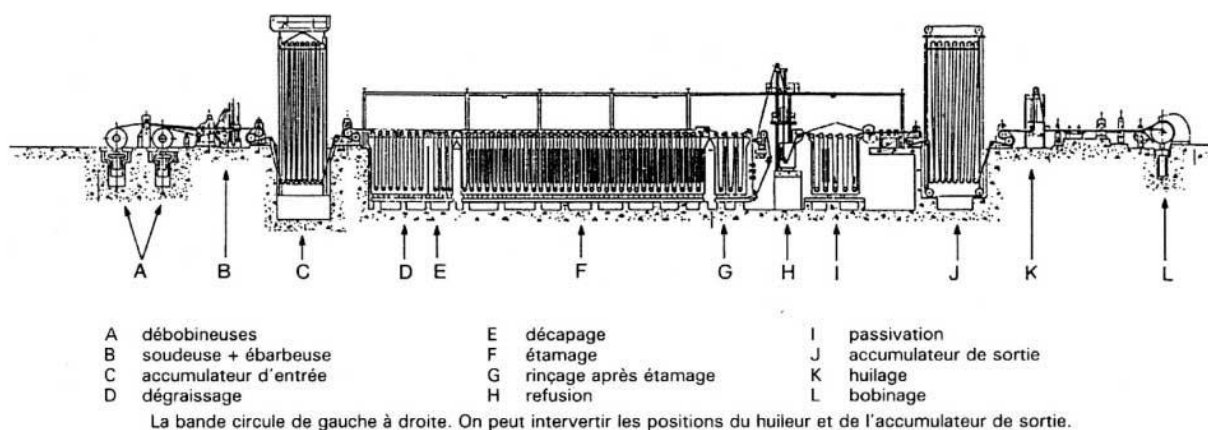 A B C D E F G H I J K L
A débobineuses
B soudeuse + ébarbeuse
C accumulateur d'entrée
D dégraissage
E décapage
F étamage
G rinçage après étamage
H refusion
I passivation
J accumulateur de sortie
K huilage
L bobinage
La bande circule de gauche à droite. On peut intervertir les positions du huileur et de l'accumulateur de sortie.